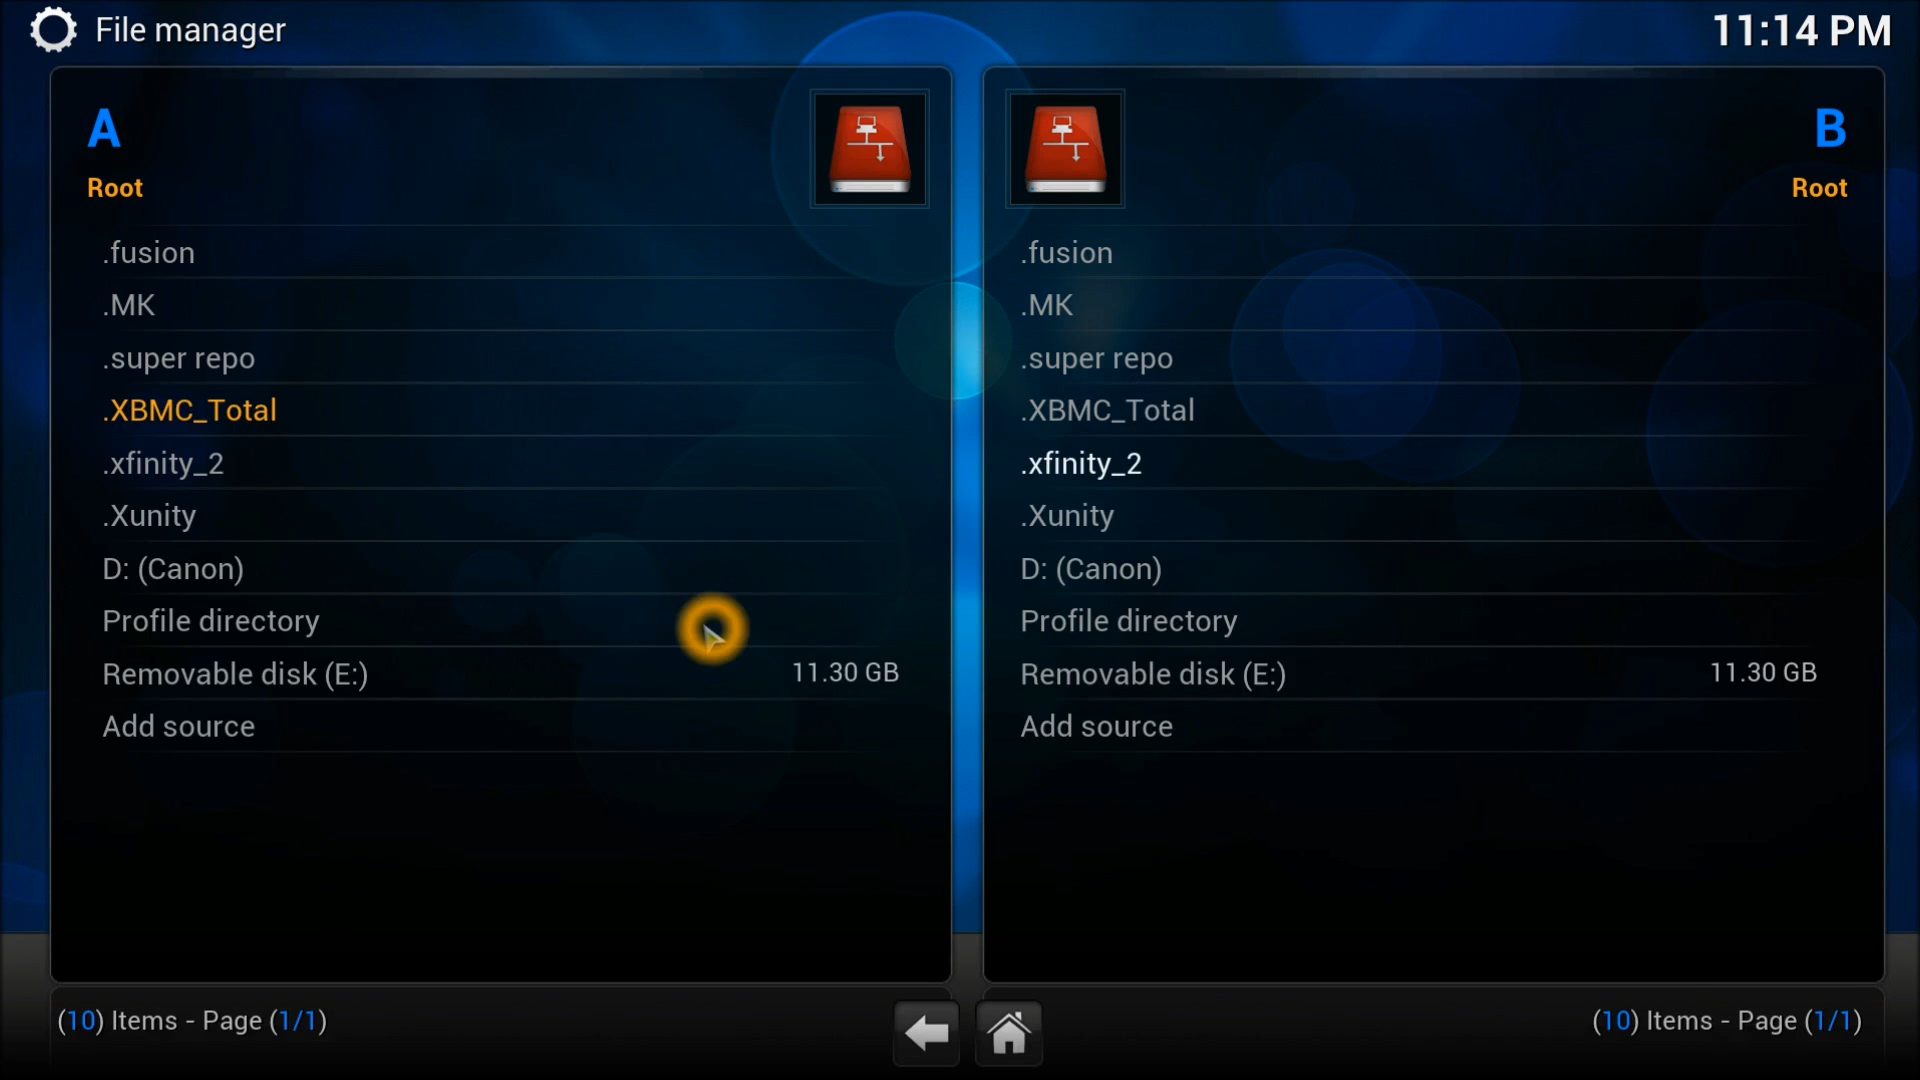 File manager
11:14 PM
A
Root
.fusion
.MK
.super repo
.XBMC_Total
.xfinity_2
.Xunity
D: (Canon)
Profile directory
Removable disk (E:) 11.30 GB
Add source
(10) Items - Page (1/1)
B
Root
.fusion
.MK
.super repo
.XBMC_Total
.xfinity_2
.Xunity
D: (Canon)
Profile directory
Removable disk (E:) 11.30 GB
Add source
(10) Items - Page (1/1)